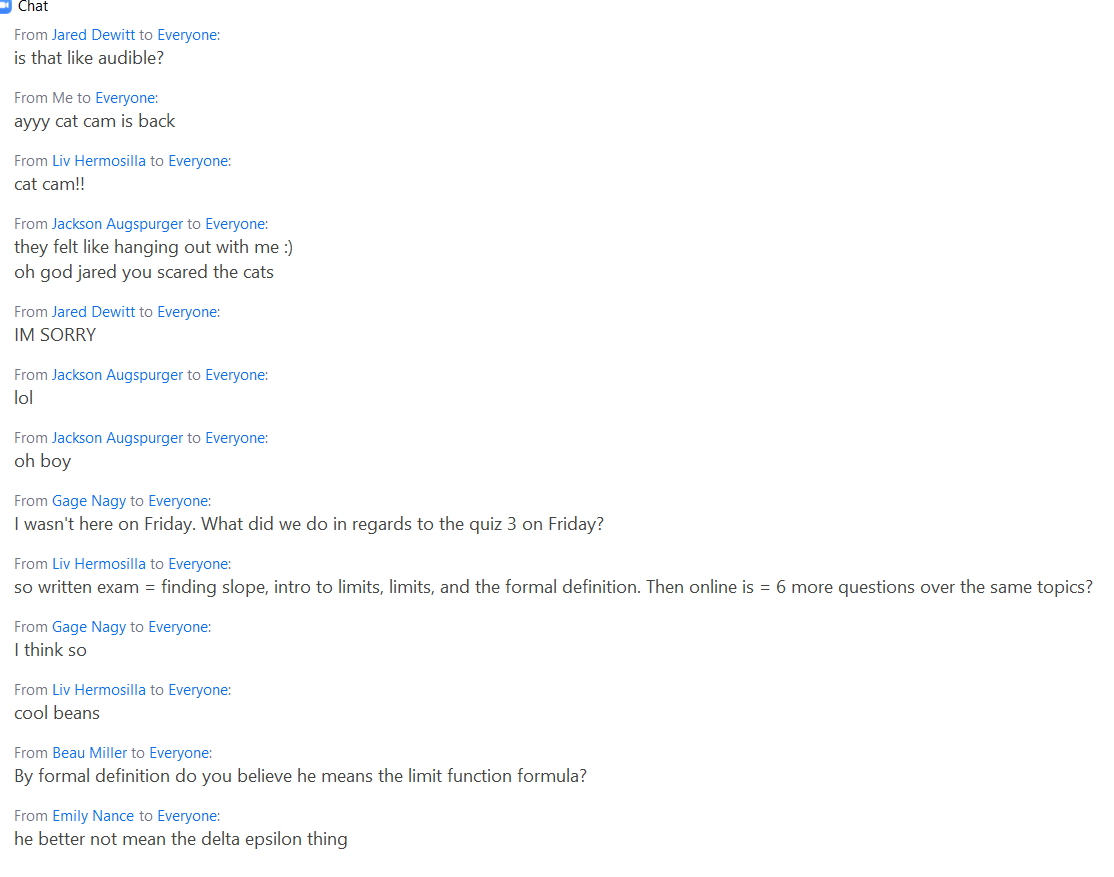 Chat
From Jared Dewitt to Everyone:
is that like audible?
From Me to Everyone:
ayyy cat cam is back
From Liv Hermosilla to Everyone:
cat cam!!
From Jackson Augspurger to Everyone:
they felt like hanging out with me :)
oh god jared you scared the cats
From Jared Dewitt to Everyone:
IM SORRY
From Jackson Augspurger to Everyone:
lol
From Jackson Augspurger to Everyone:
oh boy
From Gage Nagy to Everyone:
I wasn't here on Friday. What did we do in regards to the quiz 3 on Friday?
From Liv Hermosilla to Everyone:
so written exam = finding slope, intro to limits, limits, and the formal definition. Then online is = 6 more questions over the same topics?
From Gage Nagy to Everyone:
I think so
From Liv Hermosilla to Everyone:
cool beans
From Beau Miller to Everyone:
By formal definition do you believe he means the limit function formula?
From Emily Nance to Everyone:
he better not mean the delta epsilon thing